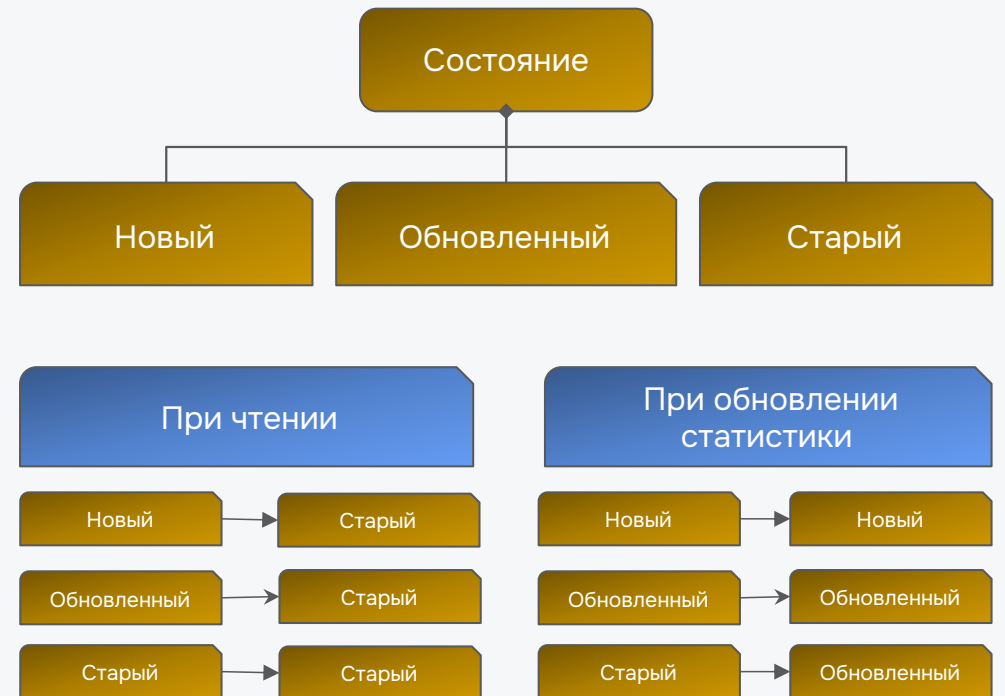 Состояние
Новый
Обновленный
Старый
При чтении
При обновлении
статистики
Новый
Старый
Новый
Новый
Обновленный
Старый
Обновленный
Обновленный
Старый
Старый
Старый
Обновленный